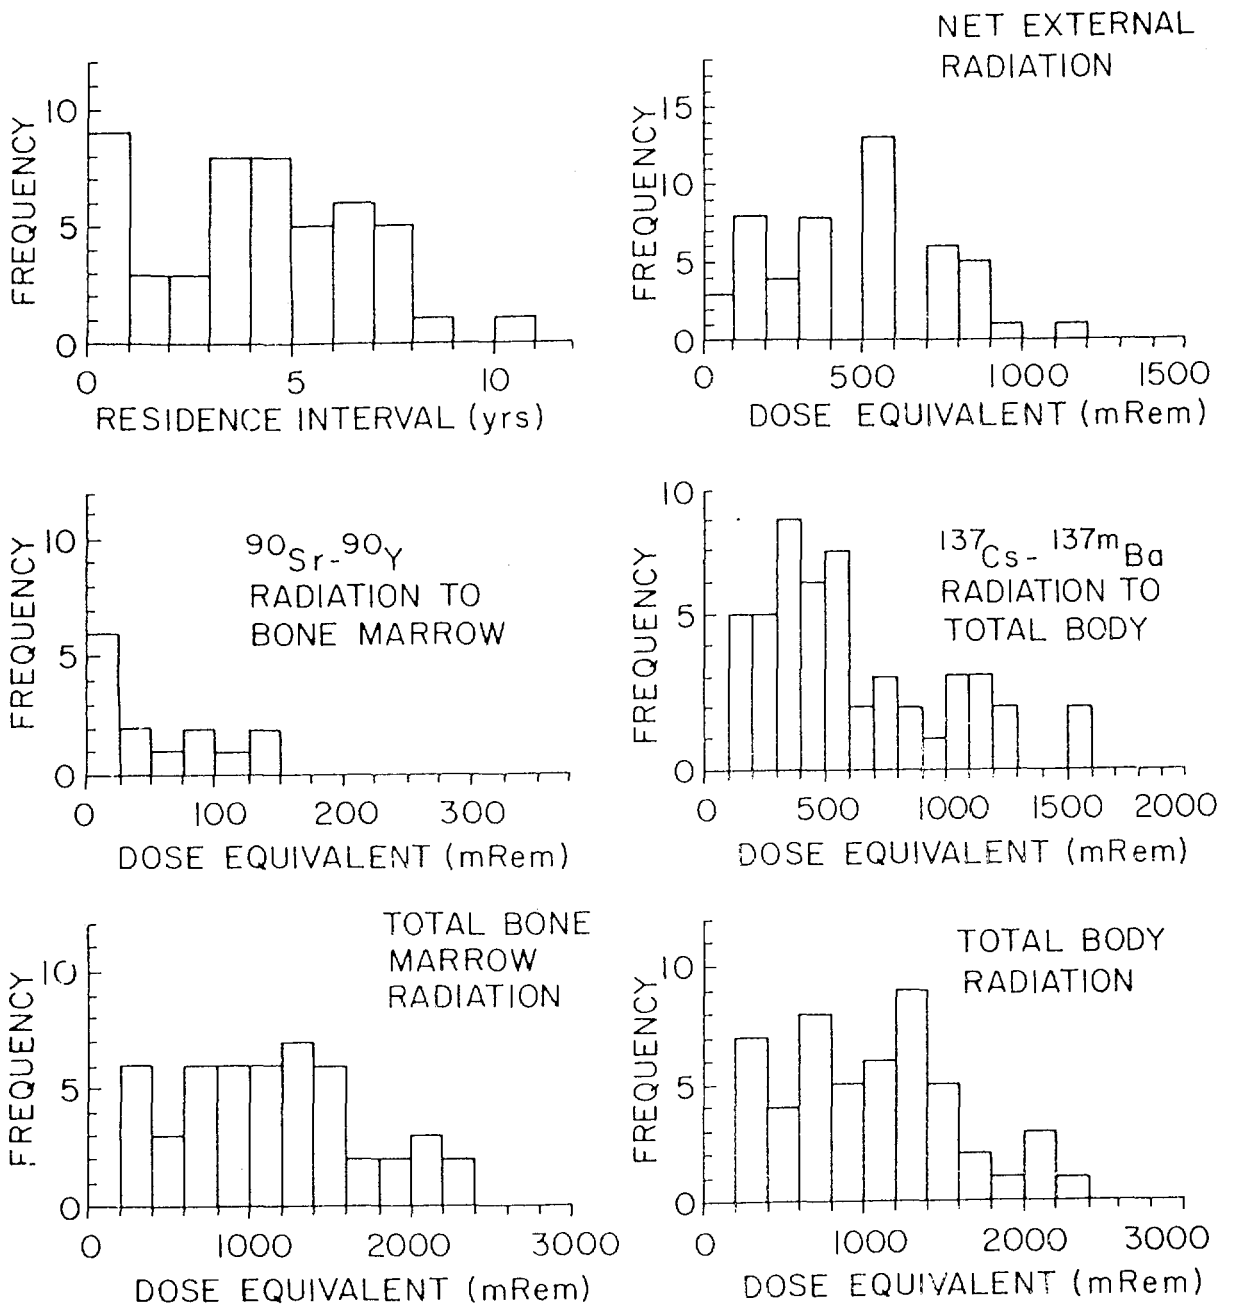 FREQUENCY
10
5
0
0 5 10
RESIDENCE INTERVAL (yrs)
NET EXTERNAL
RADIATION
FREQUENCY
15
10
5
0
0 500 1000 1500
DOSE EQUIVALENT (mRem)
FREQUENCY
10
5
0
90Sr-90Y
RADIATION TO
BONE MARROW
0 100 200 300
DOSE EQUIVALENT (mRem)
FREQUENCY
10
5
0
137Cs- 137mBa
RADIATION TO
TOTAL BODY
0 500 1000 1500 2000
DOSE EQUIVALENT (mRem)
TOTAL BONE
MARROW
RADIATION
FREQUENCY
10
5
0
0 1000 2000 3000
DOSE EQUIVALENT (mRem)
TOTAL BODY
RADIATION
FREQUENCY
10
5
0
0 1000 2000 3000
DOSE EQUIVALENT (mRem)